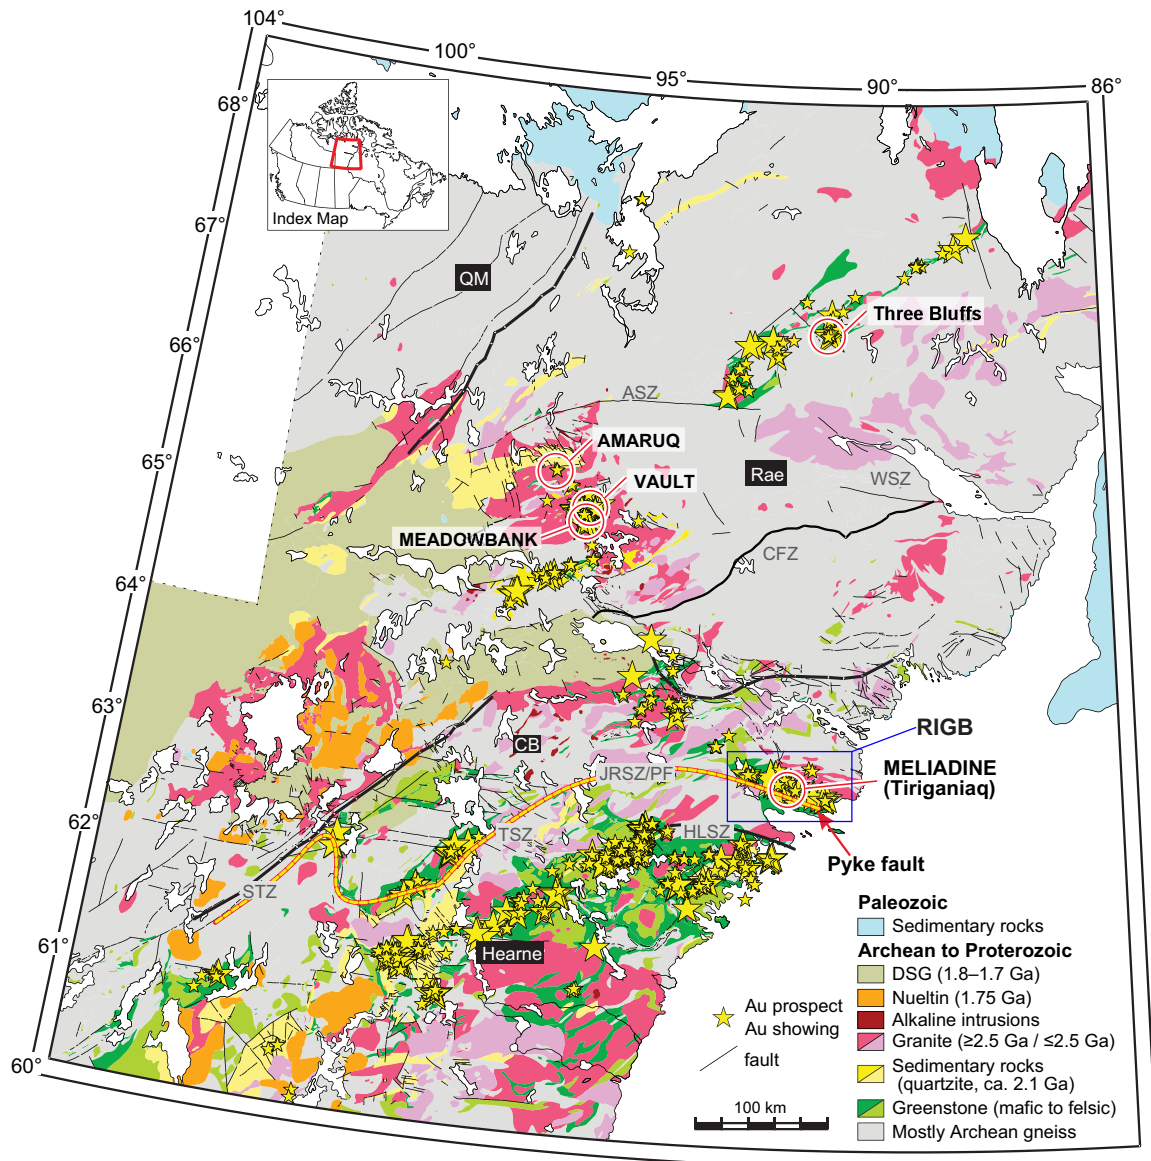 104°
100°
95°
90°
86°
68°
67°
66°
65°
64°
63°
62°
61°
60°
Index Map
QM
Three Bluffs
ASZ
AMARUQ
VAULT
Rae
WSZ
MEADOWBANK
CFZ
CB
RIGB
JRSZ/PF
MELIADINE
(Tiriganiaq)
TSZ
HLSZ
Pyke fault
STZ
Hearne
Paleozoic
Sedimentary rocks
Archean to Proterozoic
DSG (1.8–1.7 Ga)
Nueltin (1.75 Ga)
Alkaline intrusions
Granite (≥2.5 Ga / ≤2.5 Ga)
Sedimentary rocks
(quartzite, ca. 2.1 Ga)
Greenstone (mafic to felsic)
Mostly Archean gneiss
Au prospect
Au showing
fault
100 km